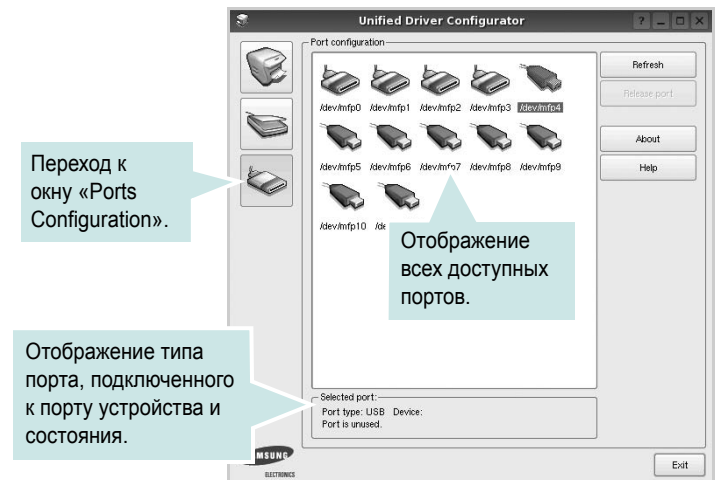 Unified Driver Configurator
Port configuration
/dev/mfp0 /dev/mfp1 /dev/mfp2 /dev/mfp3 /dev/mfp4
/dev/mfp5 /dev/mfp6 /dev/mfp7 /dev/mfp8 /dev/mfp9
/dev/mfp10
Refresh
Release port
About
Help
Переход к
окну «Ports
Configuration».
Отображение
всех доступных
портов.
Отображение типа
порта, подключенного
к порту устройства и
состояния.
Selected port:
Port type: USB Device:
Port is unused.
MSUNG
ELECTRONICS
Exit